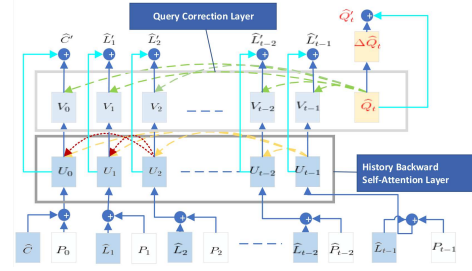 Query Correction Layer
Q̂'ₜ
Ĉ' L̂'₁ L̂'₂ L̂'ₜ₋₂ L̂'ₜ₋₁ ΔQ̂ₜ
V₀ V₁ V₂ Vₜ₋₂ Vₜ₋₁ Q̂ₜ
U₀ U₁ U₂ Uₜ₋₂ Uₜ₋₁
History Backward
Self-Attention Layer
Ĉ P₀ L̂₁ P₁ L̂₂ P₂ L̂ₜ₋₂ P̂ₜ₋₂ L̂ₜ₋₁ Pₜ₋₁